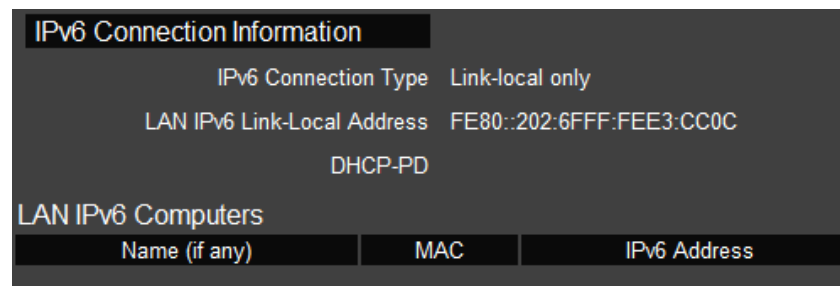 IPv6 Connection Information
IPv6 Connection Type Link-local only
LAN IPv6 Link-Local Address FE80::202:6FFF:FEE3:CC0C
DHCP-PD
LAN IPv6 Computers
Name (if any) MAC IPv6 Address